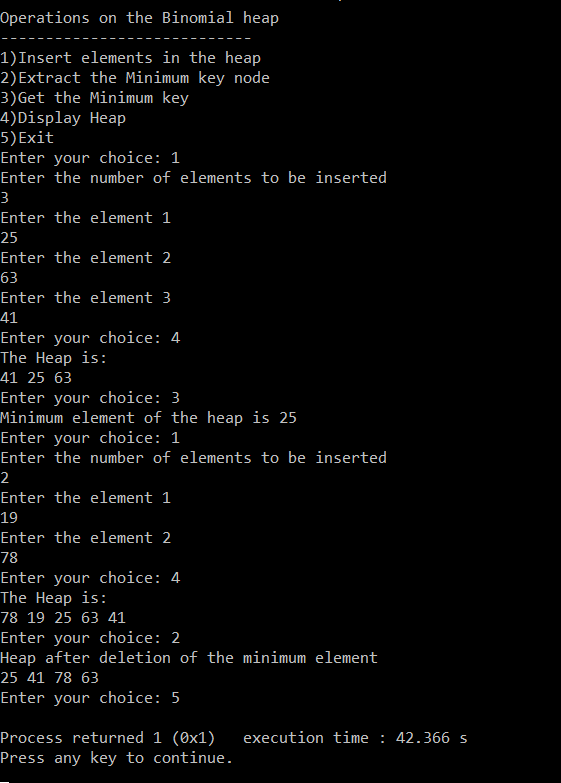 Operations on the Binomial heap
----------------------------
1)Insert elements in the heap
2)Extract the Minimum key node
3)Get the Minimum key
4)Display Heap
5)Exit
Enter your choice: 1
Enter the number of elements to be inserted
3
Enter the element 1
25
Enter the element 2
63
Enter the element 3
41
Enter your choice: 4
The Heap is:
41 25 63
Enter your choice: 3
Minimum element of the heap is 25
Enter your choice: 1
Enter the number of elements to be inserted
2
Enter the element 1
19
Enter the element 2
78
Enter your choice: 4
The Heap is:
78 19 25 63 41
Enter your choice: 2
Heap after deletion of the minimum element
25 41 78 63
Enter your choice: 5
Process returned 1 (0x1)   execution time : 42.366 s
Press any key to continue.